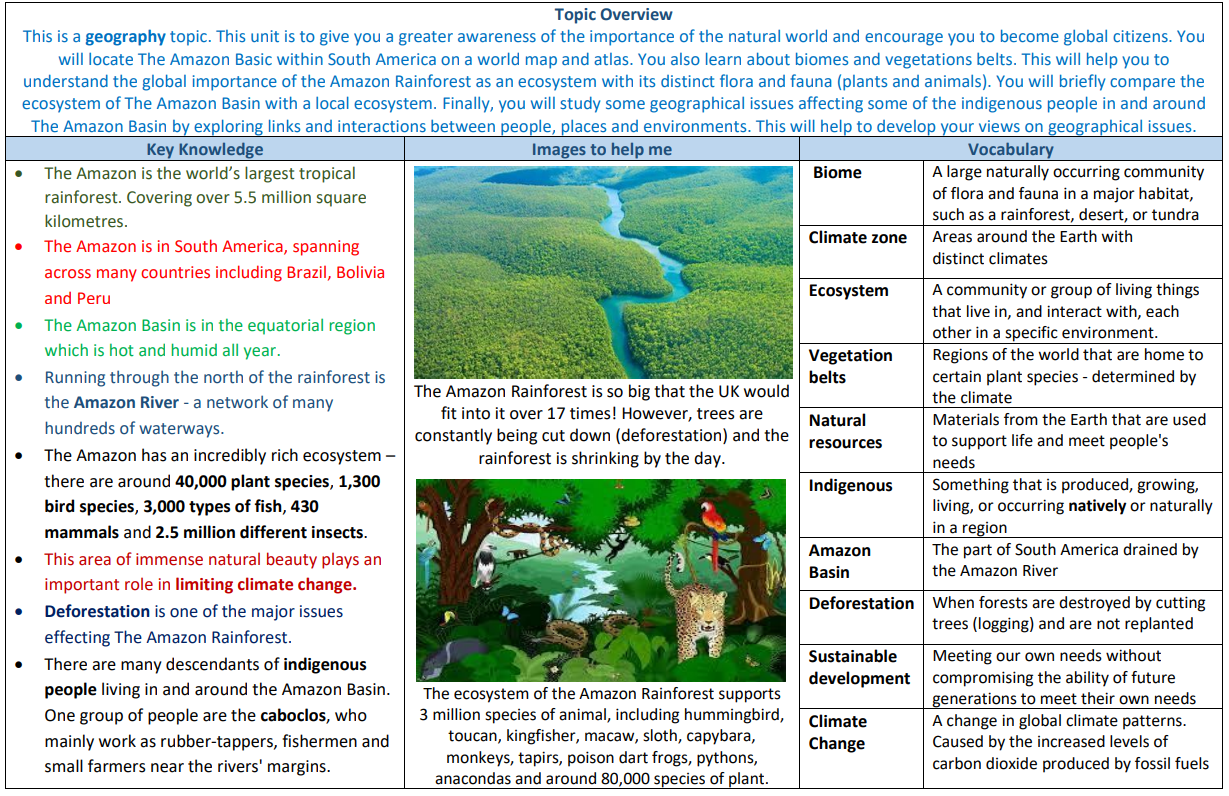 Topic Overview
This is a geography topic. This unit is to give you a greater awareness of the importance of the natural world and encourage you to become global citizens. You
will locate The Amazon Basic within South America on a world map and atlas. You also learn about biomes and vegetations belts. This will help you to
understand the global importance of the Amazon Rainforest as an ecosystem with its distinct flora and fauna (plants and animals). You will briefly compare the
ecosystem of The Amazon Basin with a local ecosystem. Finally, you will study some geographical issues affecting some of the indigenous people in and around
The Amazon Basin by exploring links and interactions between people, places and environments. This will help to develop your views on geographical issues.
Key Knowledge
• The Amazon is the world's largest tropical
rainforest. Covering over 5.5 million square
kilometres.
• The Amazon is in South America, spanning
across many countries including Brazil, Bolivia
and Peru
• The Amazon Basin is in the equatorial region
which is hot and humid all year.
• Running through the north of the rainforest is
the Amazon River - a network of many
hundreds of waterways.
• The Amazon has an incredibly rich ecosystem –
there are around 40,000 plant species, 1,300
bird species, 3,000 types of fish, 430
mammals and 2.5 million different insects.
• This area of immense natural beauty plays an
important role in limiting climate change.
• Deforestation is one of the major issues
effecting The Amazon Rainforest.
• There are many descendants of indigenous
people living in and around the Amazon Basin.
One group of people are the caboclos, who
mainly work as rubber-tappers, fishermen and
small farmers near the rivers' margins.
Images to help me
The Amazon Rainforest is so big that the UK would
fit into it over 17 times! However, trees are
constantly being cut down (deforestation) and the
rainforest is shrinking by the day.
The ecosystem of the Amazon Rainforest supports
3 million species of animal, including hummingbird,
toucan, kingfisher, macaw, sloth, capybara,
monkeys, tapirs, poison dart frogs, pythons,
anacondas and around 80,000 species of plant.
Vocabulary
Biome
A large naturally occurring community
of flora and fauna in a major habitat,
such as a rainforest, desert, or tundra
Climate zone
Areas around the Earth with
distinct climates
Ecosystem
A community or group of living things
that live in, and interact with, each
other in a specific environment.
Vegetation
belts
Regions of the world that are home to
certain plant species - determined by
the climate
Natural
resources
Materials from the Earth that are used
to support life and meet people's
needs
Indigenous
Something that is produced, growing,
living, or occurring natively or naturally
in a region
Amazon
Basin
The part of South America drained by
the Amazon River
Deforestation
When forests are destroyed by cutting
trees (logging) and are not replanted
Sustainable
development
Meeting our own needs without
compromising the ability of future
generations to meet their own needs
Climate
Change
A change in global climate patterns.
Caused by the increased levels of
carbon dioxide produced by fossil fuels